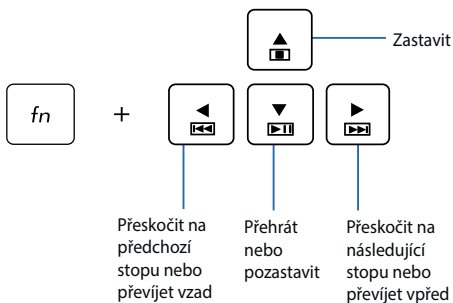 Zastavit
fn
+
Přeskočit na
předchozí
stopu nebo
převíjet vzad
Přehrát
nebo
pozastavit
Přeskočit na
následující
stopu nebo
převíjet vpřed